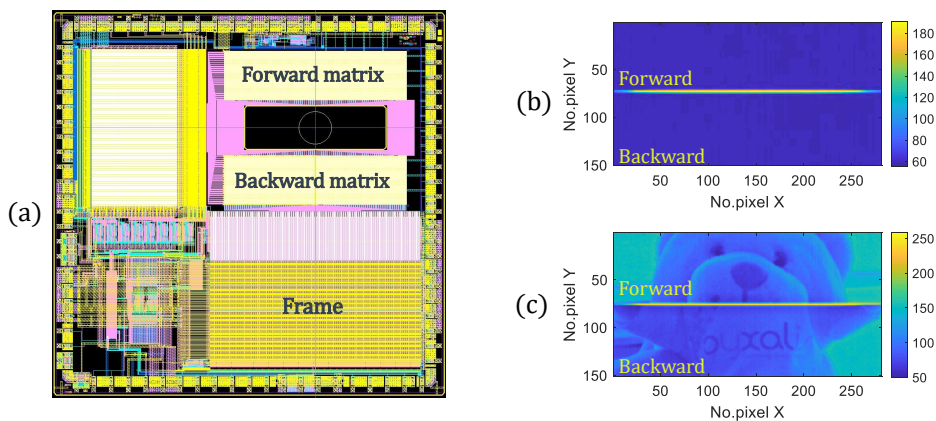 (a)
Forward matrix
Backward matrix
Frame
(b)
No.pixel Y
50
100
150
Forward
Backward
50 100 150 200 250
No.pixel X
180
160
140
120
100
80
60
(c)
No.pixel Y
50
100
150
Forward
Backward
ouxali
50 100 150 200 250
No.pixel X
250
200
150
100
50